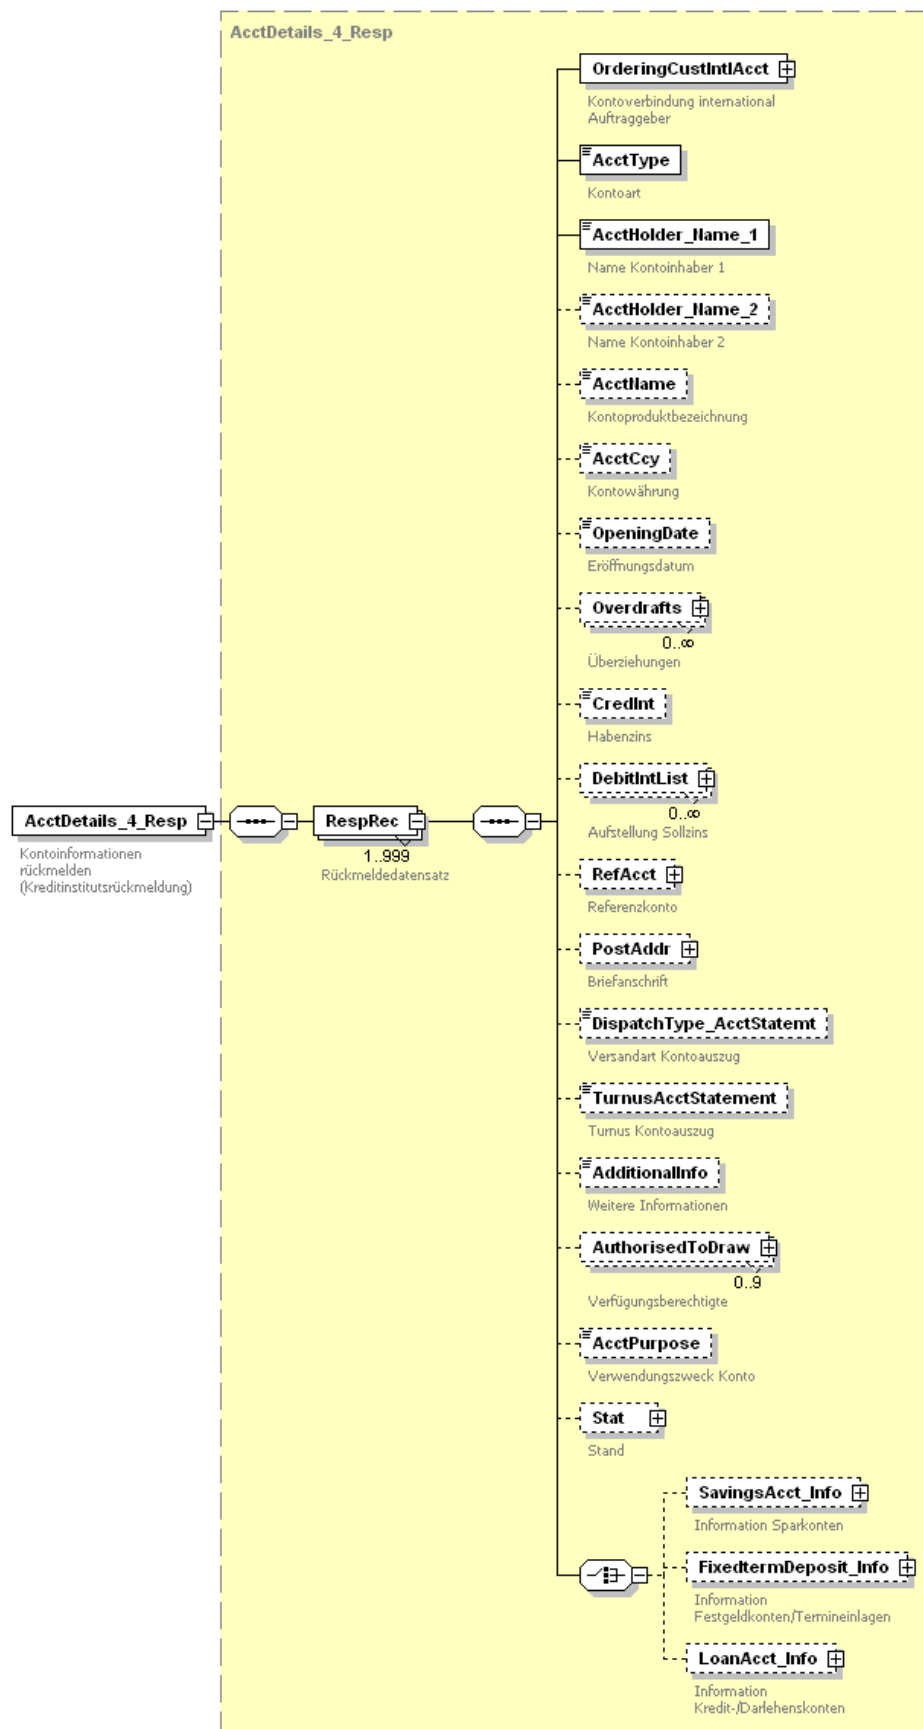 AcctDetails_4_Resp
OrderingCustIntlAcct
Kontoverbindung international
Auftraggeber
AcctType
Kontoart
AcctHolder_Name_1
Name Kontoinhaber 1
AcctHolder_Name_2
Name Kontoinhaber 2
AcctName
Kontoproduktbezeichnung
AcctCcy
Kontowährung
OpeningDate
Eröffnungsdatum
Overdrafts
0..∞
Überziehungen
CredInt
Habenzins
DebitIntList
0..∞
Aufstellung Sollzins
AcctDetails_4_Resp
Kontoinformationen
rückmelden
(Kreditinstitutsrückmeldung)
RespRec
1..999
Rückmeldedatensatz
RefAcct
Referenzkonto
PostAddr
Briefanschrift
DispatchType_AcctStatemt
Versandart Kontoauszug
TurnusAcctStatement
Turnus Kontoauszug
AdditionalInfo
Weitere Informationen
AuthorisedToDraw
0..9
Verfügungsberechtigte
AcctPurpose
Verwendungszweck Konto
Stat
Stand
SavingsAcct_Info
Information Sparkonten
FixedtermDeposit_Info
Information
Festgeldkonten/Termineinlagen
LoanAcct_Info
Information
Kredit-/Darlehenskonten